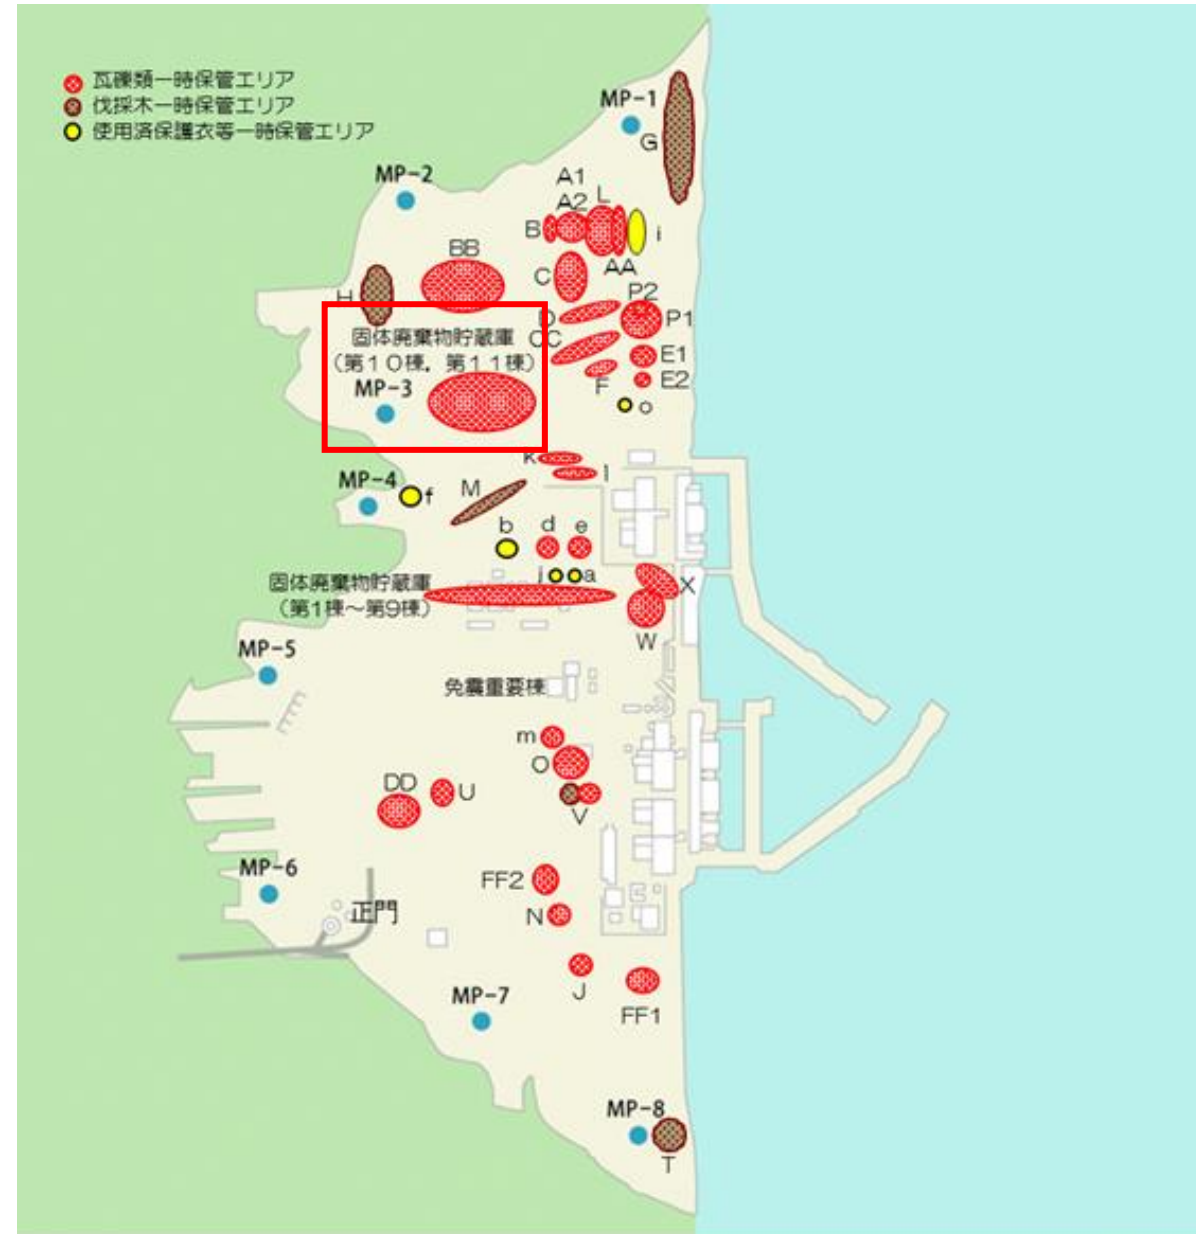 瓦礫類一時保管エリア
伐採木一時保管エリア
使用済保護衣等一時保管エリア
MP-1
G
MP-2
A1
A2
L
B
i
BB
C
AA
H
P2
D
P1
固体廃棄物貯蔵庫
(第10棟，第11棟)
CC
E1
F
E2
MP-3
o
k
l
MP-4
f
M
b
d
e
j
a
固体廃棄物貯蔵庫
(第1棟～第9棟)
X
W
MP-5
免震重要棟
m
O
DD
U
V
MP-6
FF2
正門
N
J
MP-7
FF1
MP-8
T